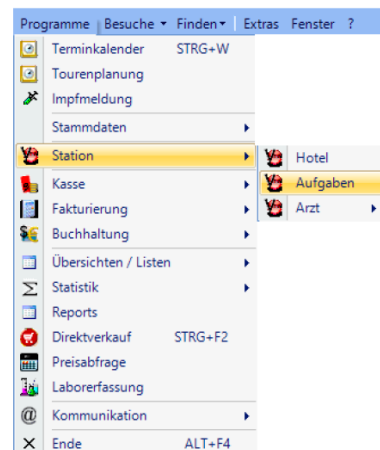 Programme Besuche Finden Extras Fenster ?
Terminkalender STRG+W
Tourenplanung
Impfmeldung
Stammdaten
Station
Hotel
Aufgaben
Arzt
Kasse
Fakturierung
Buchhaltung
Übersichten / Listen
Statistik
Reports
Direktverkauf STRG+F2
Preisabfrage
Laborerfassung
Kommunikation
Ende ALT+F4